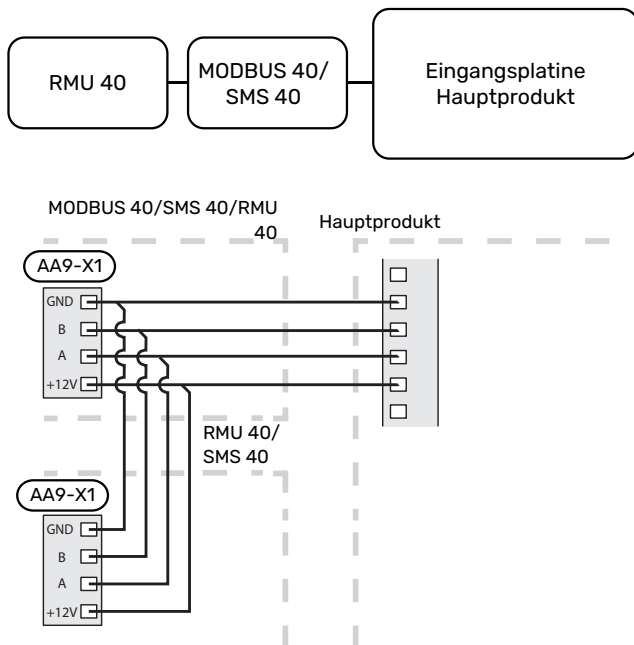 RMU 40
MODBUS 40/
SMS 40
Eingangsplatine
Hauptprodukt
MODBUS 40/SMS 40/RMU
40
Hauptprodukt
AA9-X1
GND
B
A
+12V
RMU 40/
SMS 40
AA9-X1
GND
B
A
+12V